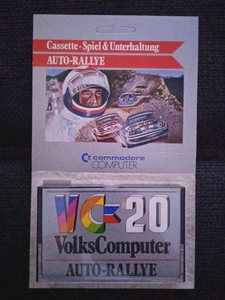 Cassette·Spiel & Unterhaltung
AUTO-RALLYE
commodore
COMPUTER
VC 20
VolksComputer
AUTO-RALLYE